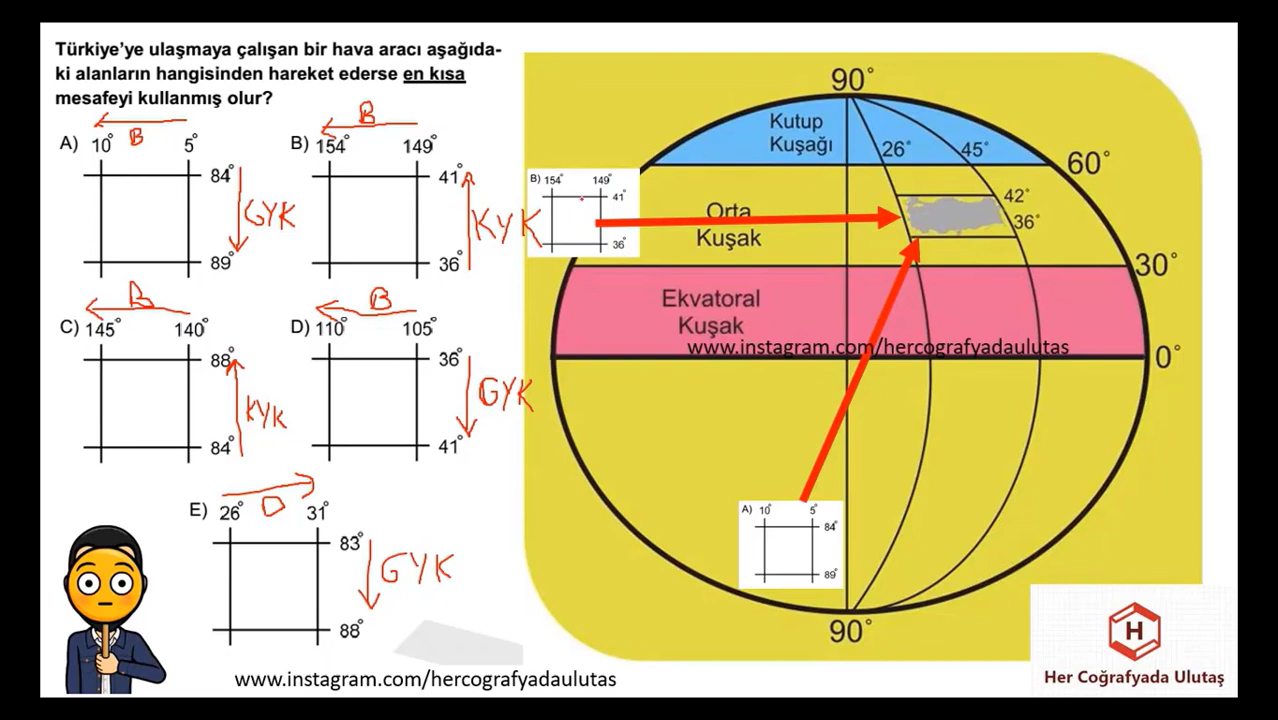 Türkiye'ye ulaşmaya çalışan bir hava aracı aşağıda-
ki alanların hangisinden hareket ederse en kısa
mesafeyi kullanmış olur?
B
A) 10° 5°
84°
GYK
89°
B
B) 154° 149°
41°
KYK
36°
B
C) 145° 140°
88°
KYK
84°
B
D) 110° 105°
36°
GYK
41°
D
E) 26° 31°
83°
GYK
88°
www.instagram.com/hercografyadaulutas
90°
Kutup
Kuşağı
26° 45°
60°
B) 154° 149°
41°
36°
Orta
Kuşak
42°
36°
30°
Ekvatoral
Kuşak
www.instagram.com/hercografyadaulutas
0°
A) 10° 5°
84°
89°
90°
H
Her Coğrafyada Ulutaş